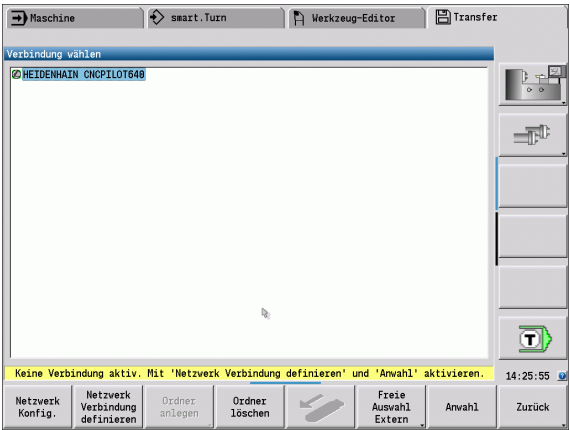 Maschine
smart.Turn
Werkzeug-Editor
Transfer
Verbindung wählen
HEIDENHAIN CNCPILOT640
T
Keine Verbindung aktiv. Mit 'Netzwerk Verbindung definieren' und 'Anwahl' aktivieren.
14:25:55
Netzwerk
Konfig.
Netzwerk
Verbindung
definieren
Ordner
anlegen
Ordner
löschen
Freie
Auswahl
Extern
Anwahl
Zurück